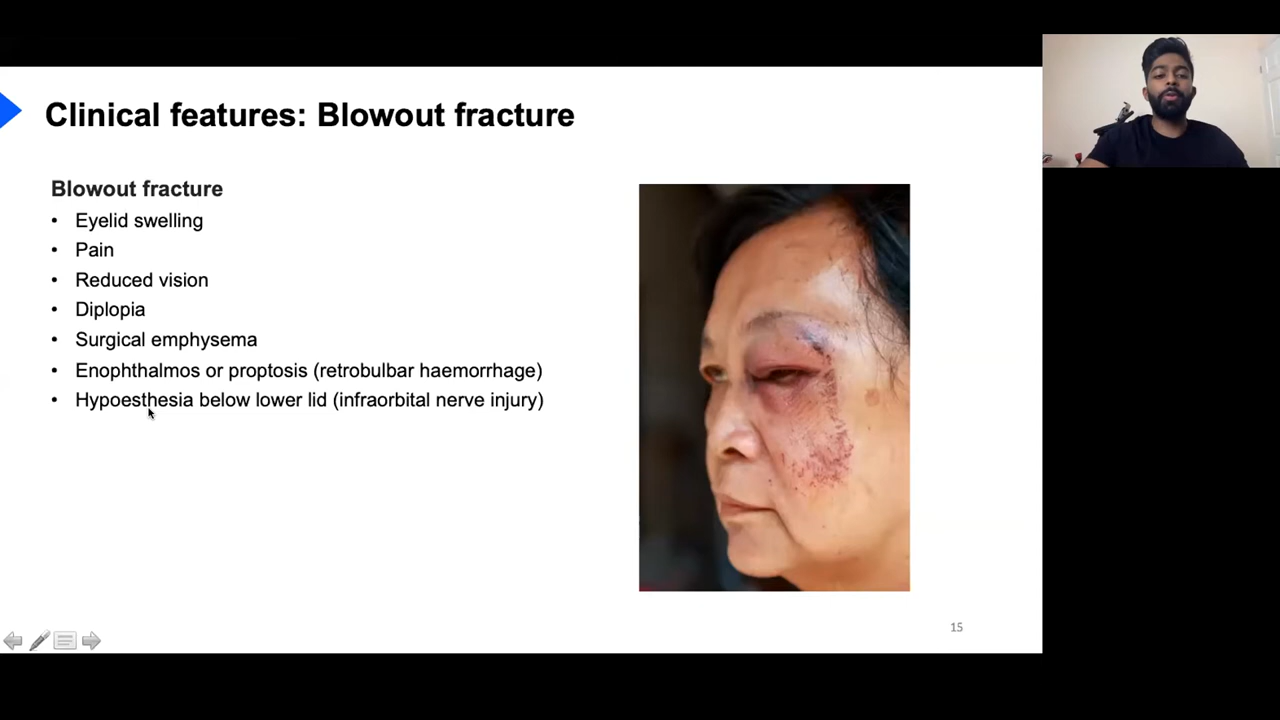 Clinical features: Blowout fracture
Blowout fracture
• Eyelid swelling
• Pain
• Reduced vision
• Diplopia
• Surgical emphysema
• Enophthalmos or proptosis (retrobulbar haemorrhage)
• Hypoesthesia below lower lid (infraorbital nerve injury)
15